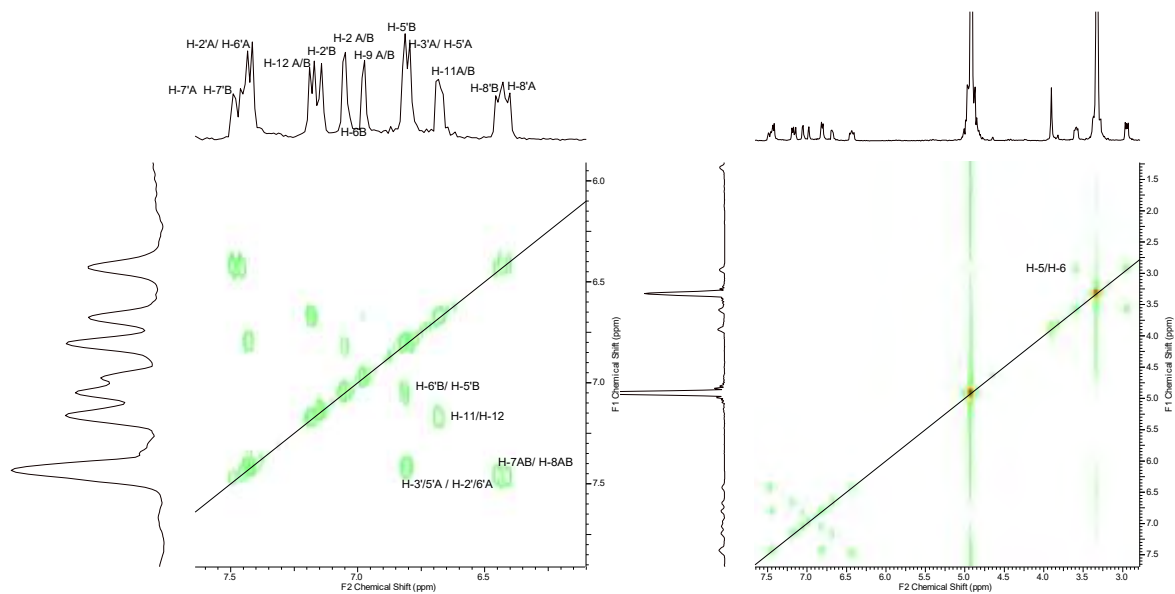 H-5'B
H-2 A/B
H-2'A/ H-6'A
H-2'B
H-3'A/ H-5'A
H-12 A/B
H-9 A/B
H-11A/B
H-7'A H-7'B
H-8'B
H-8'A
H-6B
6.0
6.5
7.0
7.5
F1 Chemical Shift (ppm)
H-6'B/ H-5'B
H-11/H-12
H-7AB/ H-8AB
H-3'/5'A / H-2'/6'A
7.5 7.0 6.5
F2 Chemical Shift (ppm)
1.5
2.0
2.5
3.0
3.5
4.0
4.5
5.0
5.5
6.0
6.5
7.0
7.5
F1 Chemical Shift (ppm)
H-5/H-6
7.5 7.0 6.5 6.0 5.5 5.0 4.5 4.0 3.5 3.0
F2 Chemical Shift (ppm)